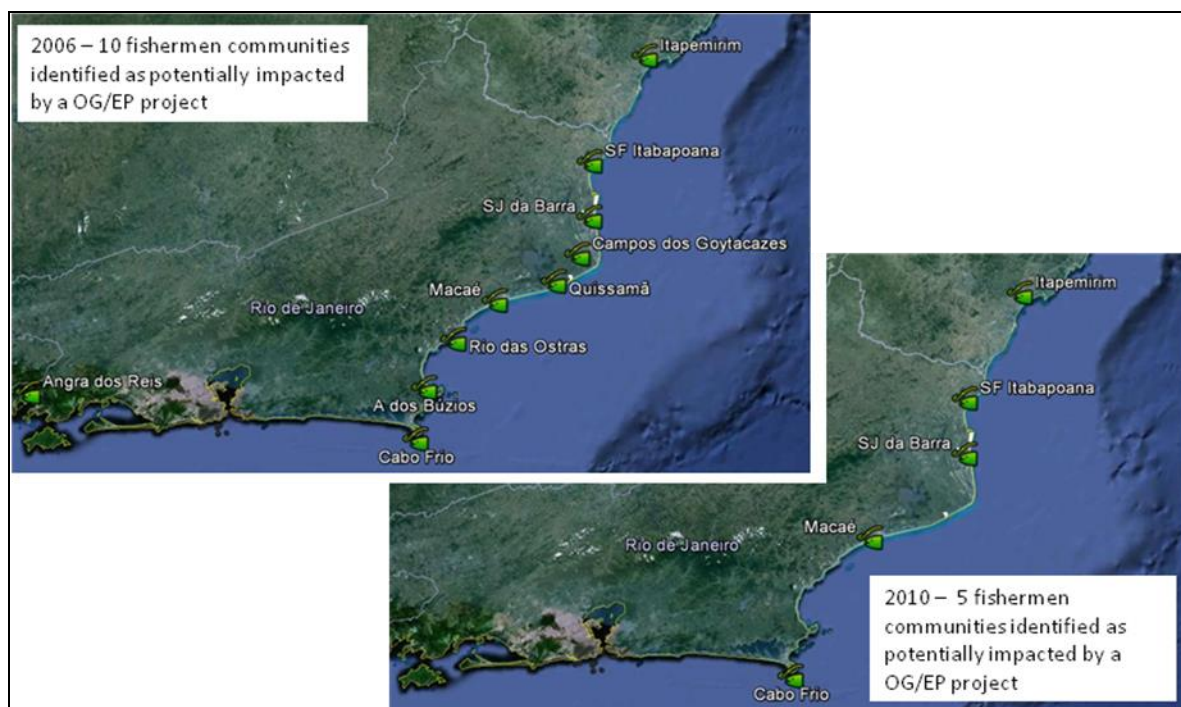 2006 – 10 fishermen communities
identified as potentially impacted
by a OG/EP project
Itapemirim
SF Itabapoana
SJ da Barra
Campos dos Goytacazes
Quissamã
Macaé
Rio de Janeiro
Rio das Ostras
Angra dos Reis
A dos Búzios
Cabo Frio
Itapemirim
SF Itabapoana
SJ da Barra
Macaé
Rio de Janeiro
Cabo Frio
2010 – 5 fishermen
communities identified as
potentially impacted by a
OG/EP project